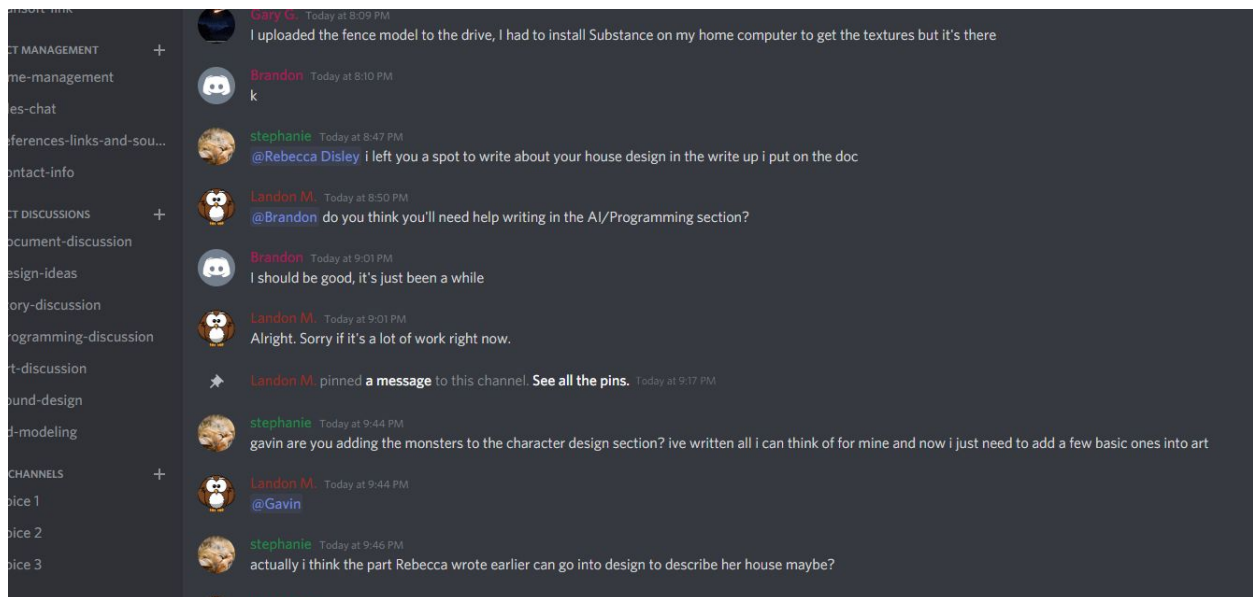 Gary G. Today at 8:09 PM
I uploaded the fence model to the drive, I had to install Substance on my home computer to get the textures but it's there
CT MANAGEMENT +
me-management
les-chat
eferences-links-and-sou...
ontact-info
CT DISCUSSIONS +
ocument-discussion
esign-ideas
tory-discussion
rogramming-discussion
rt-discussion
ound-design
d-modeling
CHANNELS +
oice 1
oice 2
oice 3
Brandon Today at 8:10 PM
k
stephanie Today at 8:47 PM
@Rebecca Disley i left you a spot to write about your house design in the write up i put on the doc
Landon M. Today at 8:50 PM
@Brandon do you think you'll need help writing in the AI/Programming section?
Brandon Today at 9:01 PM
I should be good, it's just been a while
Landon M. Today at 9:01 PM
Alright. Sorry if it's a lot of work right now.
Landon M. pinned a message to this channel. See all the pins. Today at 9:17 PM
stephanie Today at 9:44 PM
gavin are you adding the monsters to the character design section? ive written all i can think of for mine and now i just need to add a few basic ones into art
Landon M. Today at 9:44 PM
@Gavin
stephanie Today at 9:46 PM
actually i think the part Rebecca wrote earlier can go into design to describe her house maybe?